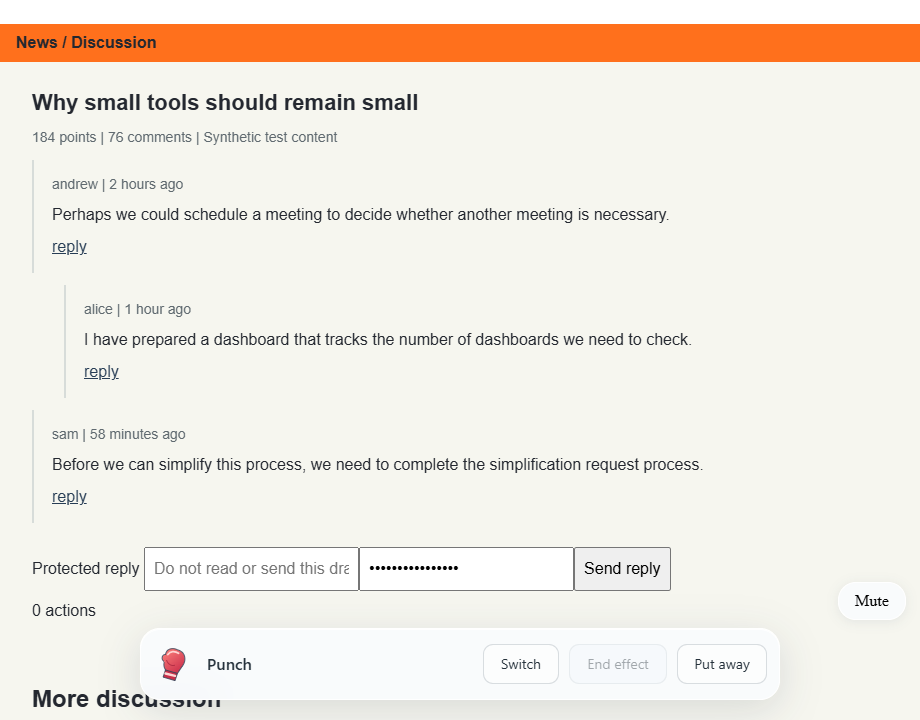 News / Discussion
Why small tools should remain small
184 points | 76 comments | Synthetic test content
andrew | 2 hours ago
Perhaps we could schedule a meeting to decide whether another meeting is necessary.
reply
alice | 1 hour ago
I have prepared a dashboard that tracks the number of dashboards we need to check.
reply
sam | 58 minutes ago
Before we can simplify this process, we need to complete the simplification request process.
reply
Protected reply Do not read or send this dra •••••••••••••••• Send reply
0 actions
Mute
Punch Switch End effect Put away
More discussion